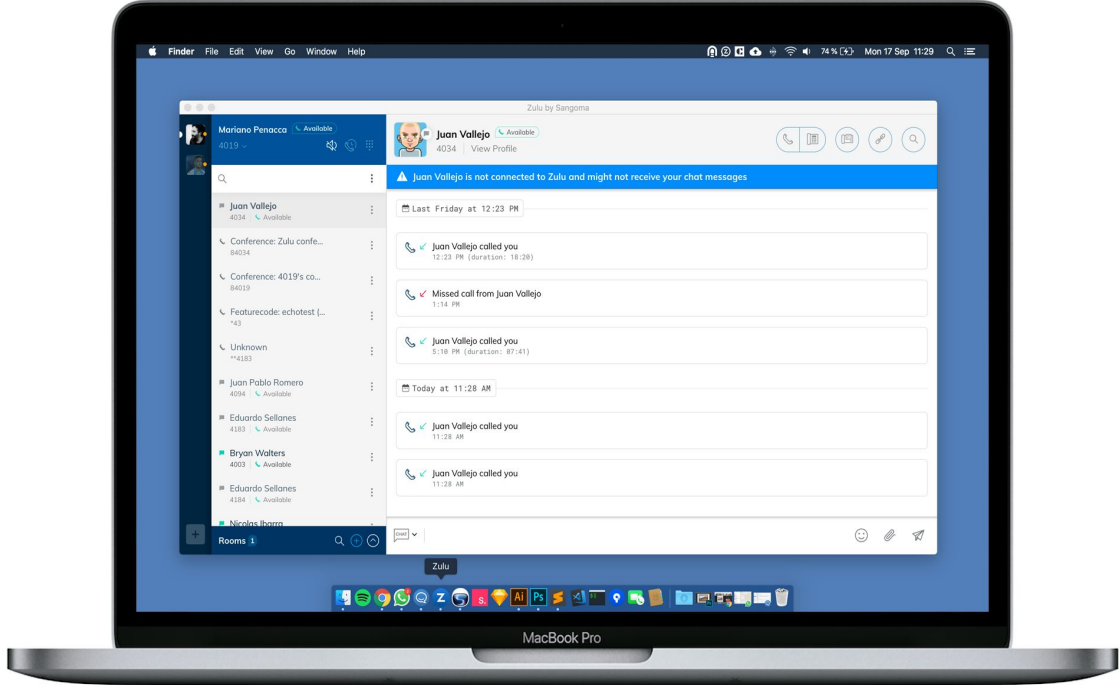 Finder File Edit View Go Window Help
74% Mon 17 Sep 11:29
Zulu by Sangoma
Mariano Penacca Available
4019
Juan Vallejo Available
4034 View Profile
Juan Vallejo is not connected to Zulu and might not receive your chat messages
Juan Vallejo
4034 Available
Conference: Zulu confe...
84034
Conference: 4019's co...
84019
Featurecode: echotest (...
*43
Unknown
**4183
Juan Pablo Romero
4094 Available
Eduardo Sellanes
4183 Available
Bryan Walters
4003 Available
Eduardo Sellanes
4184 Available
Nicolas Ibarra
Rooms 1
Last Friday at 12:23 PM
Juan Vallejo called you
12:23 PM (duration: 18:20)
Missed call from Juan Vallejo
1:14 PM
Juan Vallejo called you
5:10 PM (duration: 07:41)
Today at 11:28 AM
Juan Vallejo called you
11:28 AM
Juan Vallejo called you
11:28 AM
CHAT
Zulu
Z S s. Ai Ps
MacBook Pro